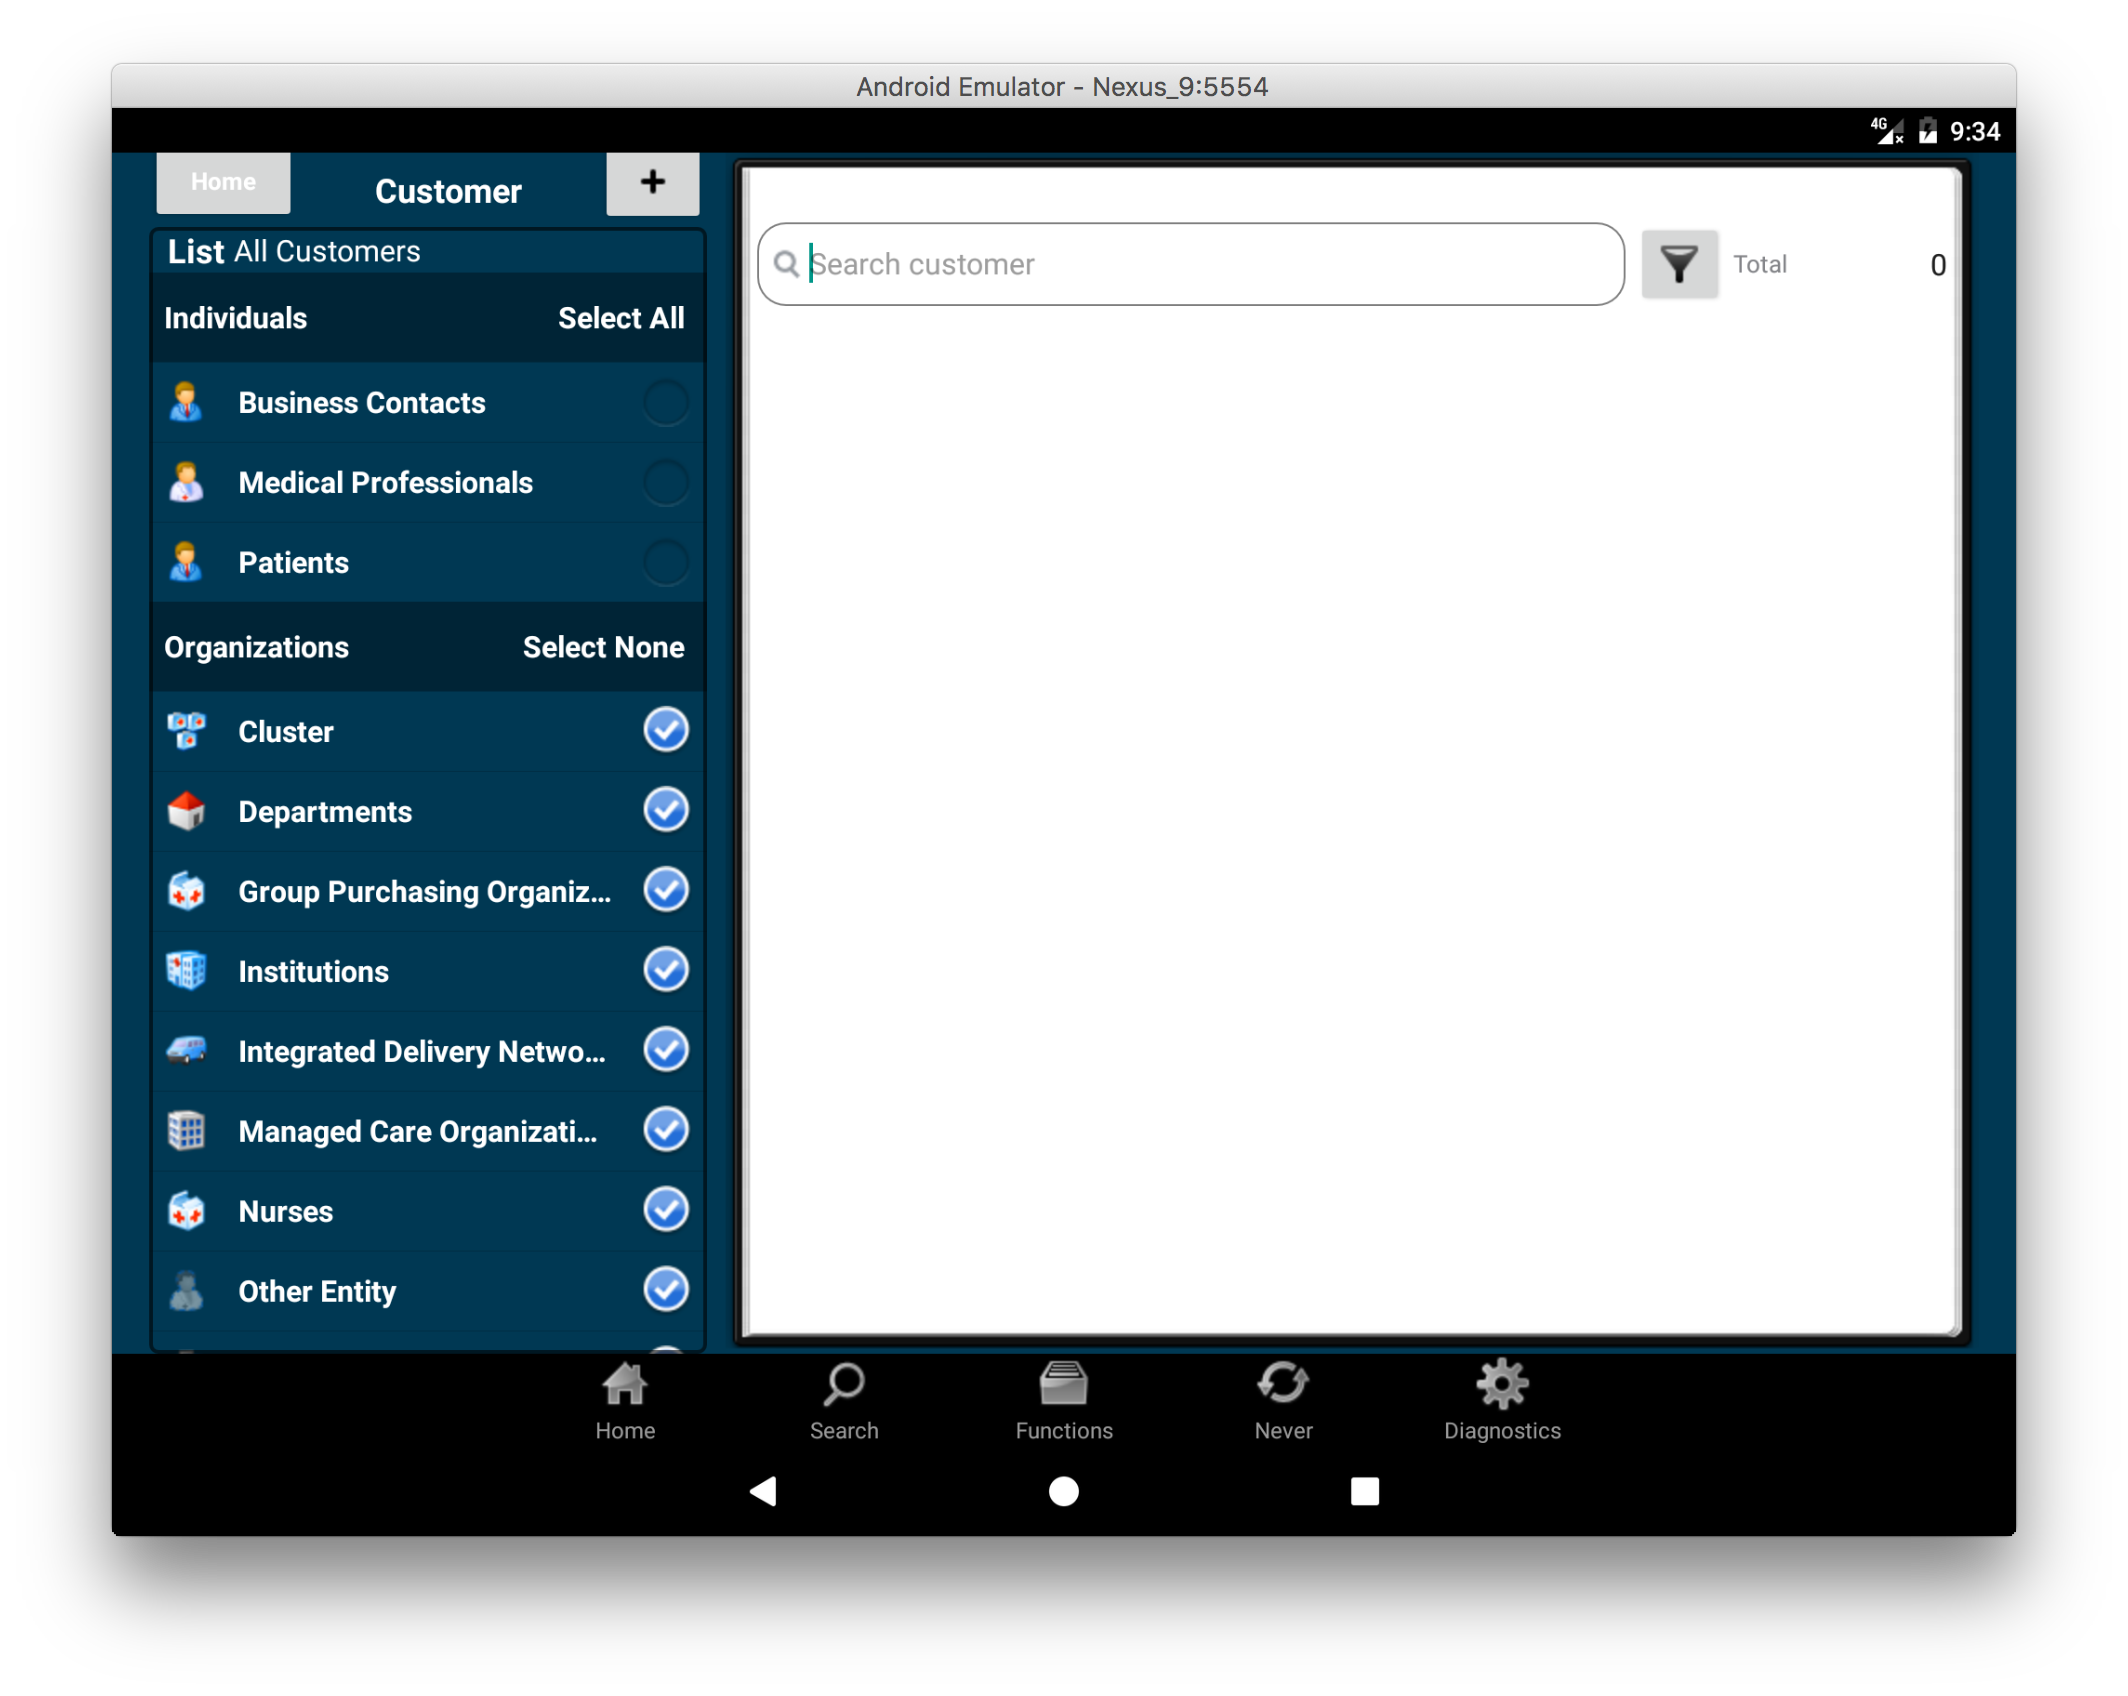 Android Emulator - Nexus_9:5554
4G 9:34
Home Customer +
List All Customers
Individuals Select All
Business Contacts
Medical Professionals
Patients
Organizations Select None
Cluster
Departments
Group Purchasing Organiz...
Institutions
Integrated Delivery Netwo...
Managed Care Organizati...
Nurses
Other Entity
Search customer Total 0
Home Search Functions Never Diagnostics